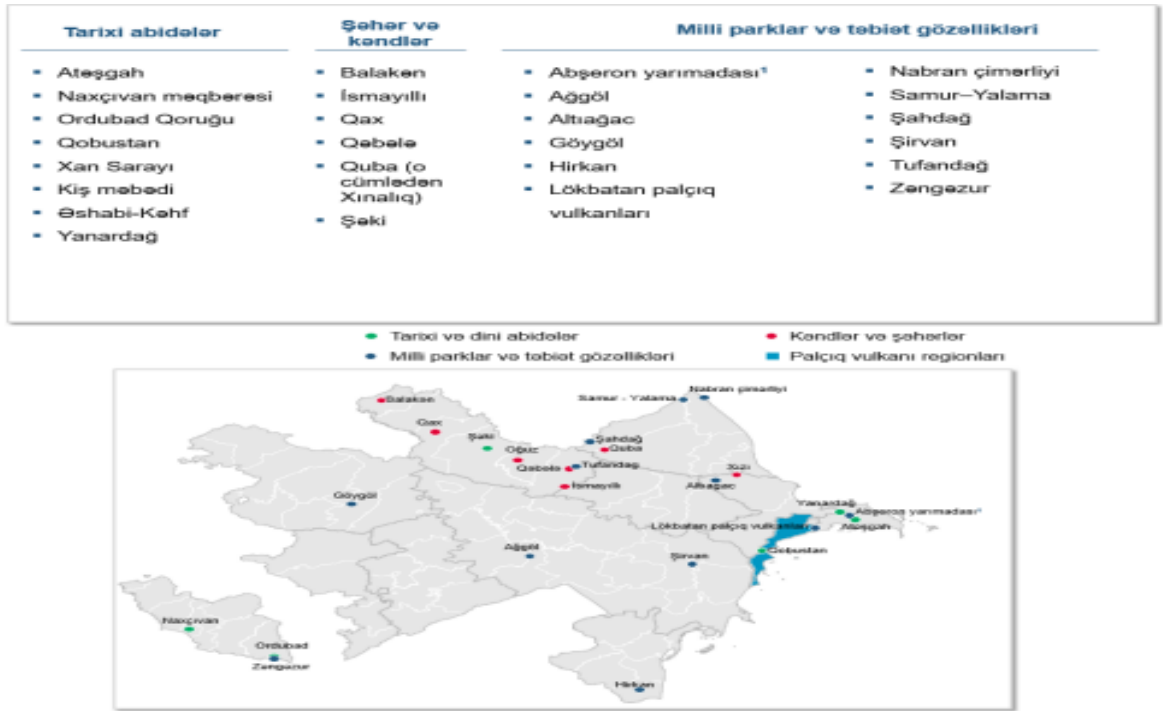 Tarixi abidələr
Ateşgah
Naxçıvan məqbərəsi
Ordubad Qoruğu
Qobustan
Xan Sarayı
Kiş məbədi
Əshabi-Kəhf
Yanardağ
Şəhər və
kəndlər
Balakən
İsmayıllı
Qax
Qəbələ
Quba (o
cümlədən
Xınalıq)
Şəki
Milli parklar və təbiət gözəllikləri
Abşeron yarımadası¹
Ağgöl
Altıağac
Göygöl
Hirkan
Lökbatan palçıq
vulkanları
Nabran çimərliyi
Samur–Yalama
Şahdağ
Şirvan
Tufandağ
Zəngəzur
Tarixi və dini abidələr
Kəndlər və şəhərlər
Milli parklar və təbiət gözəllikləri
Palçıq vulkanı regionları
Balakən
Samur - Yalama
Nabran çimərliyi
Qax
Şəki
Şahdağ
Oğuz
Quba
Qəbələ
Tufandağ
Xızı
İsmayıllı
Altıağac
Göygöl
Yanardağ
Abşeron yarımadası¹
Lökbatan palçıq vulkanları
Ateşgah
Ağgöl
Şirvan
Qobustan
Naxçıvan
Ordubad
Zəngəzur
Hirkan